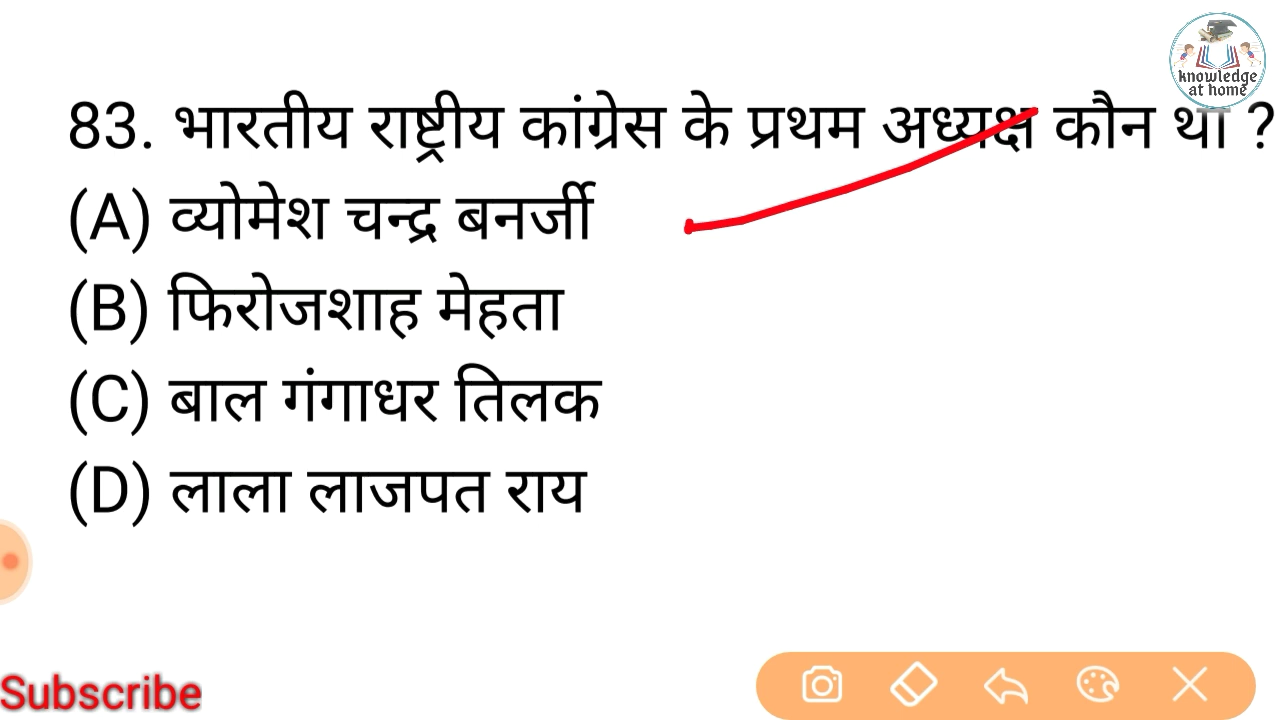 knowledge
at home
83. भारतीय राष्ट्रीय कांग्रेस के प्रथम अध्यक्ष कौन था ?
(A) व्योमेश चन्द्र बनर्जी
(B) फिरोजशाह मेहता
(C) बाल गंगाधर तिलक
(D) लाला लाजपत राय
Subscribe